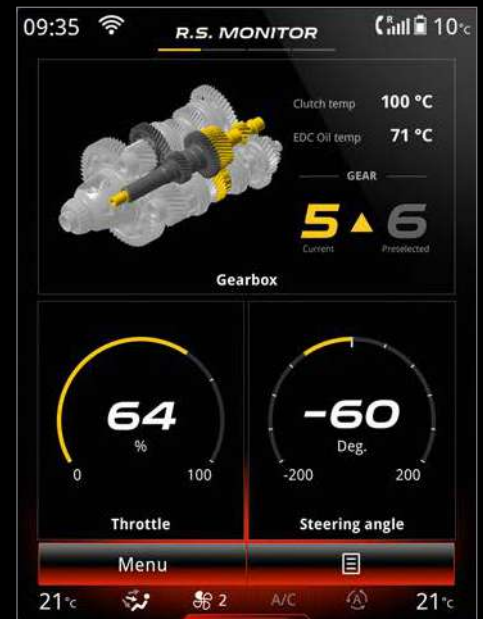 09:35 R.S. MONITOR R 10°C
Clutch temp 100 °C
EDC Oil temp 71 °C
GEAR
5 6
Current Preselected
Gearbox
64 -60
% Deg.
0 100 -200 200
Throttle Steering angle
Menu
21°C 2 A/C A 21°C